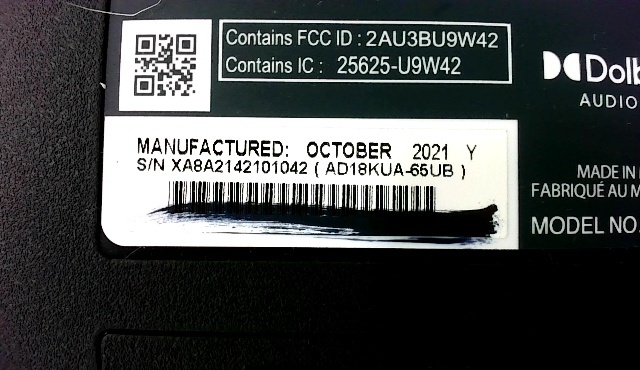 Contains FCC ID : 2AU3BU9W42
Contains IC : 25625-U9W42
AUDIO
MANUFACTURED: OCTOBER 2021 Y
S/N XA8A2142101042 ( AD18KUA-65UB )
MADE IN
FABRIQUÉ AU
MODEL NO.